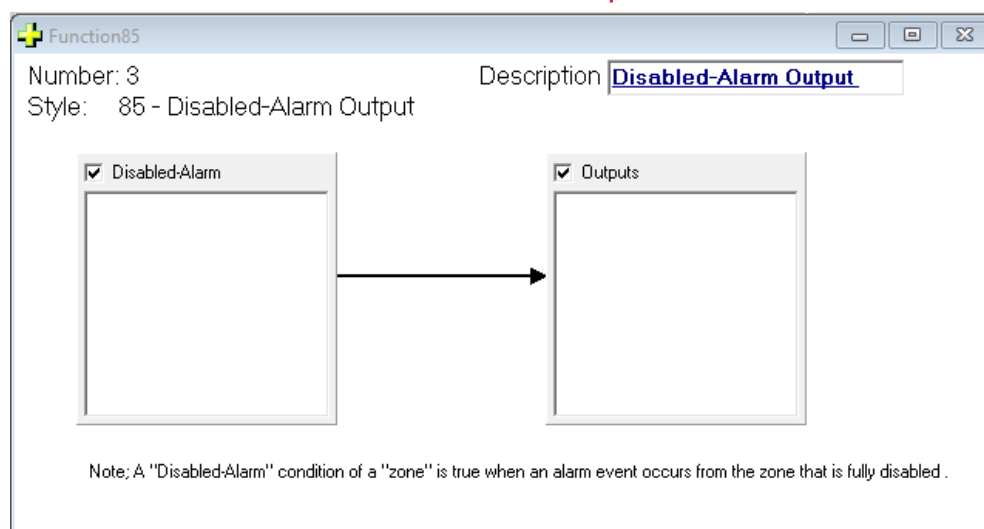 Function85
Number: 3
Description Disabled-Alarm Output
Style: 85 - Disabled-Alarm Output
Disabled-Alarm
Outputs
Note; A "Disabled-Alarm" condition of a "zone" is true when an alarm event occurs from the zone that is fully disabled .